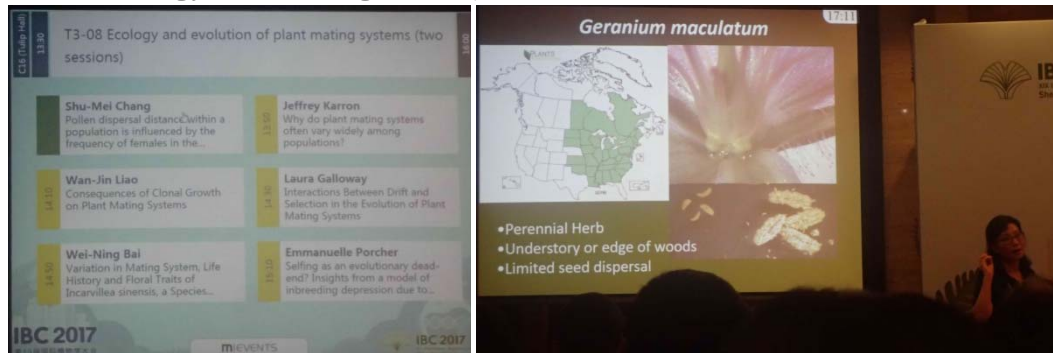 C16 (Tulip Hall)
13:30
T3-08 Ecology and evolution of plant mating systems (two
sessions)
16:00
Shu-Mei Chang
Pollen dispersal distance within a
population is influenced by the
frequency of females in the...
13:50
Jeffrey Karron
Why do plant mating systems
often vary widely among
populations?
14:10
Wan-Jin Liao
Consequences of Clonal Growth
on Plant Mating Systems
14:30
Laura Galloway
Interactions Between Drift and
Selection in the Evolution of Plant
Mating Systems
14:50
Wei-Ning Bai
Variation in Mating System, Life
History and Floral Traits of
Incarvillea sinensis, a Species...
15:10
Emmanuelle Porcher
Selfing as an evolutionary dead-
end? Insights from a model of
inbreeding depression due to...
IBC 2017
MIEVENTS
IBC 2017
17:11
Geranium maculatum
PLANTS
•Perennial Herb
•Understory or edge of woods
•Limited seed dispersal